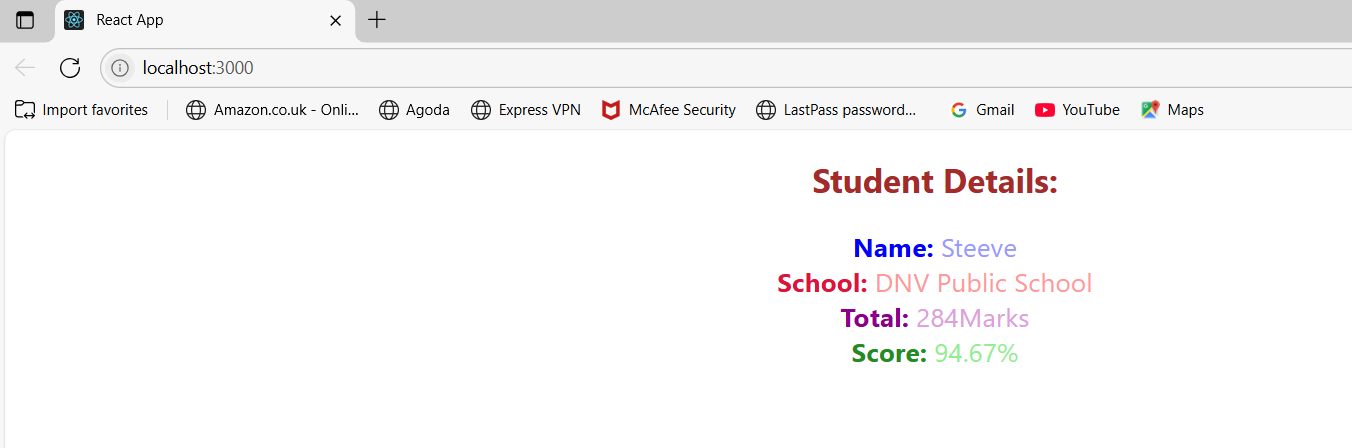 React App
localhost:3000
Import favorites Amazon.co.uk - Onli... Agoda Express VPN McAfee Security LastPass password... Gmail YouTube Maps
Student Details:
Name: Steeve
School: DNV Public School
Total: 284Marks
Score: 94.67%